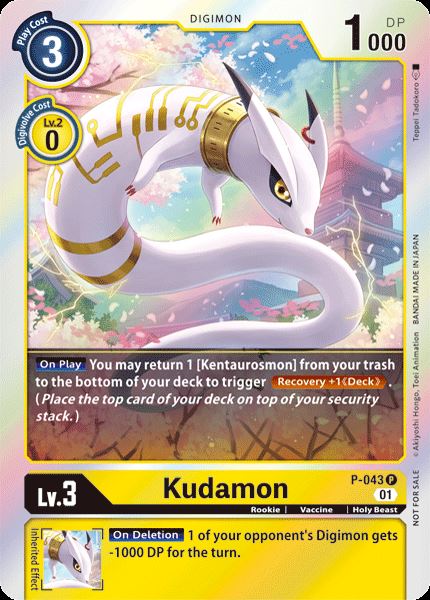 Play Cost
3
DIGIMON
DP
1000
Digivolve Cost
Lv.2
0
Teppei Tadokoro
©Akiyoshi Hongo, Toei Animation BANDAI MADE IN JAPAN
NOT FOR SALE
On Play You may return 1 [Kentaurosmon] from your trash
to the bottom of your deck to trigger Recovery +1《Deck》.
(Place the top card of your deck on top of your security
stack.)
P-043 P
01
Lv.3
Kudamon
Rookie | Vaccine | Holy Beast
Inherited Effect
On Deletion 1 of your opponent's Digimon gets
-1000 DP for the turn.